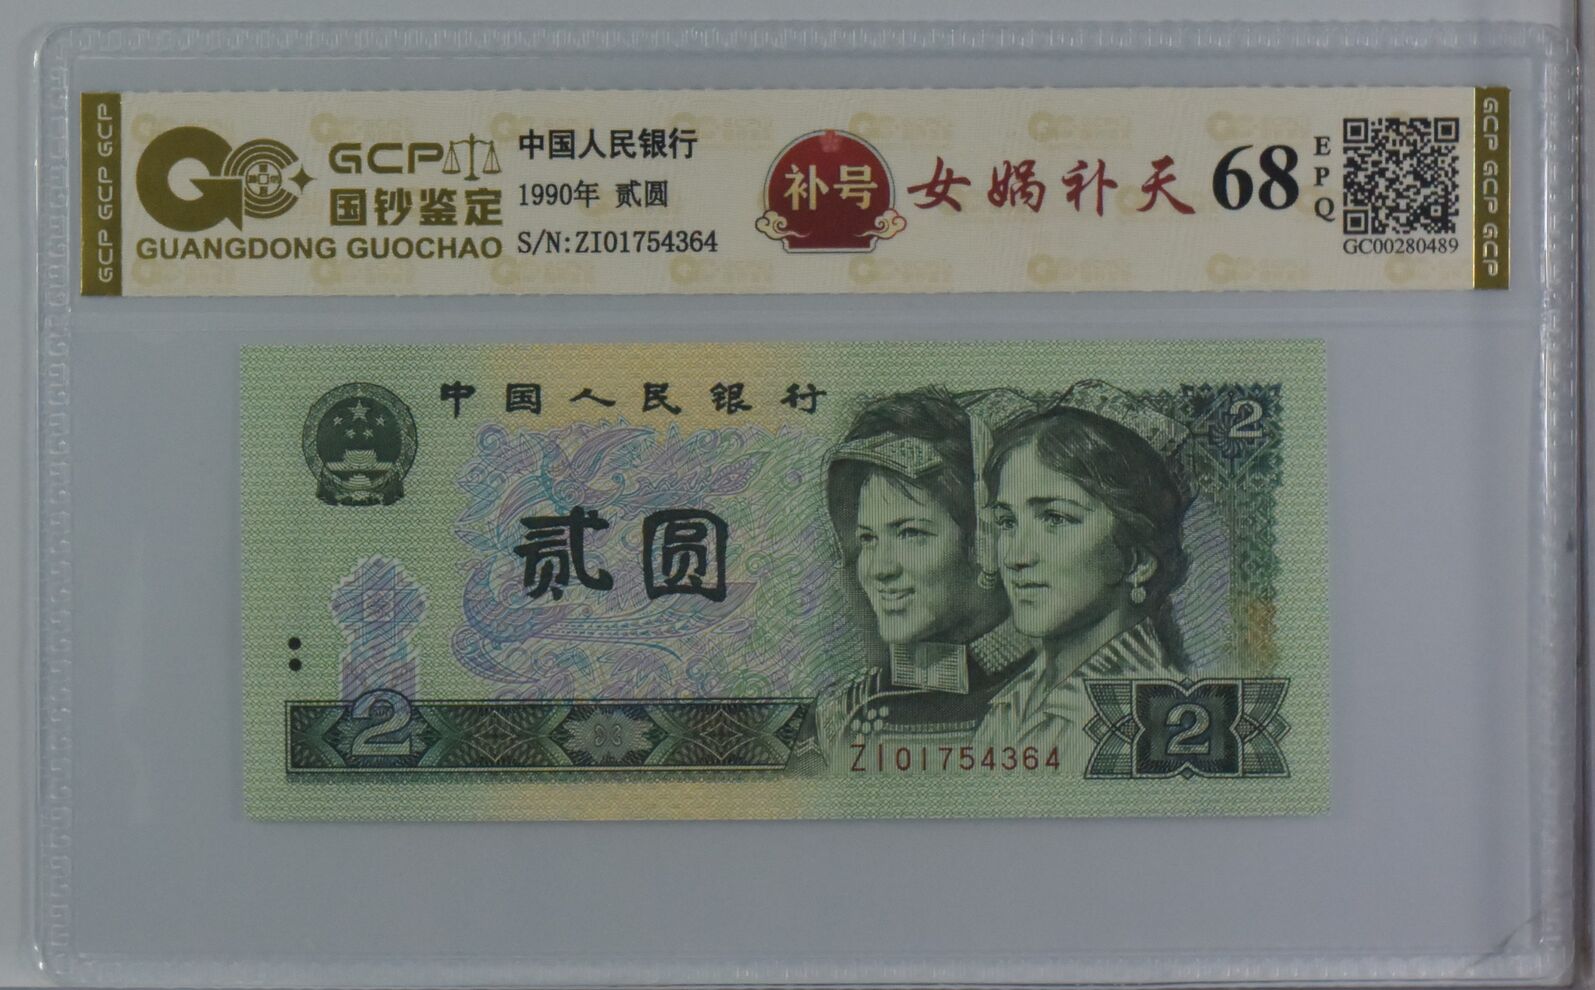 GCP GCP GCP
GCP
国钞鉴定
GUANGDONG GUOCHAO
中国人民银行
1990年 贰圆
S/N:ZI01754364
补号
女娲补天
68
EPQ
GC00280489
GCP GCP GCP
中国人民银行
2
贰圆
2
2
ZI01754364